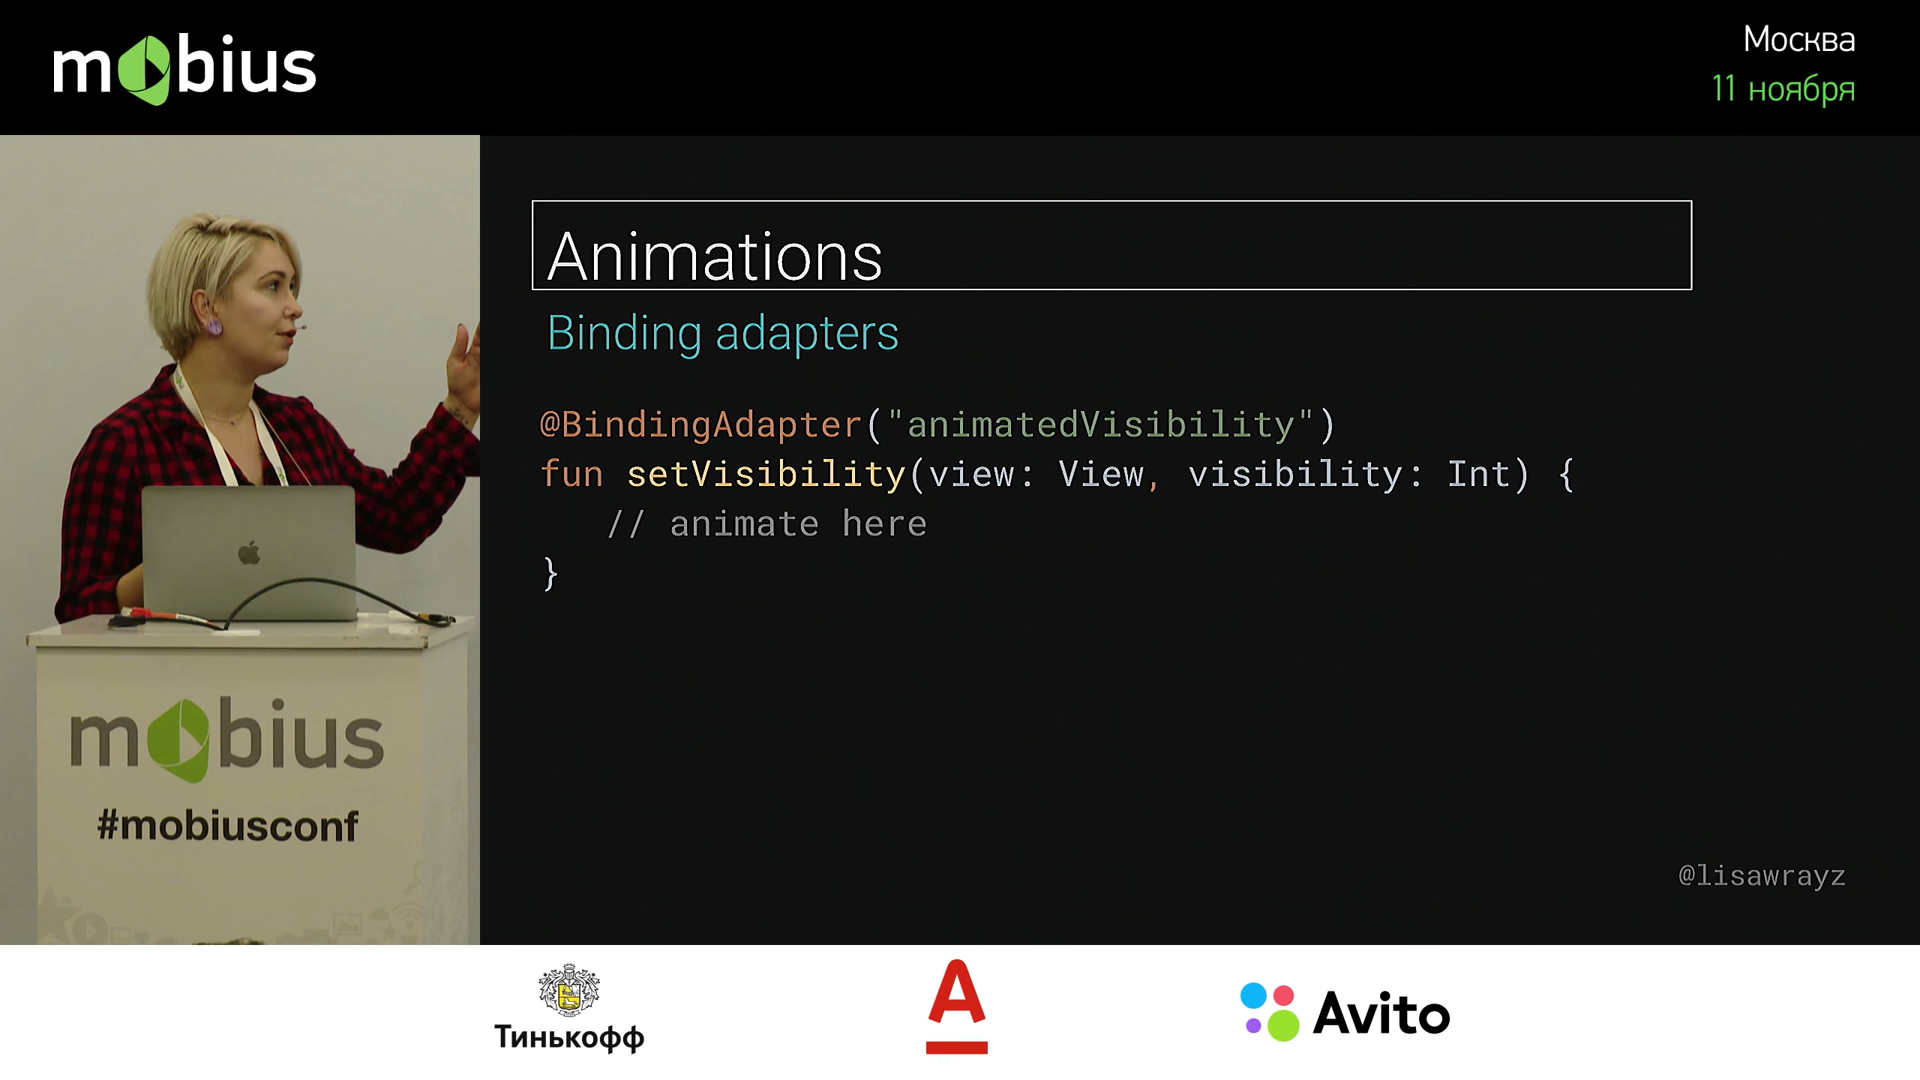 mobius
Москва
11 ноября
Animations
Binding adapters
@BindingAdapter("animatedVisibility")
fun setVisibility(view: View, visibility: Int) {
// animate here
}
@lisawrayz
mobius
#mobiusconf
Тинькофф
А
Avito